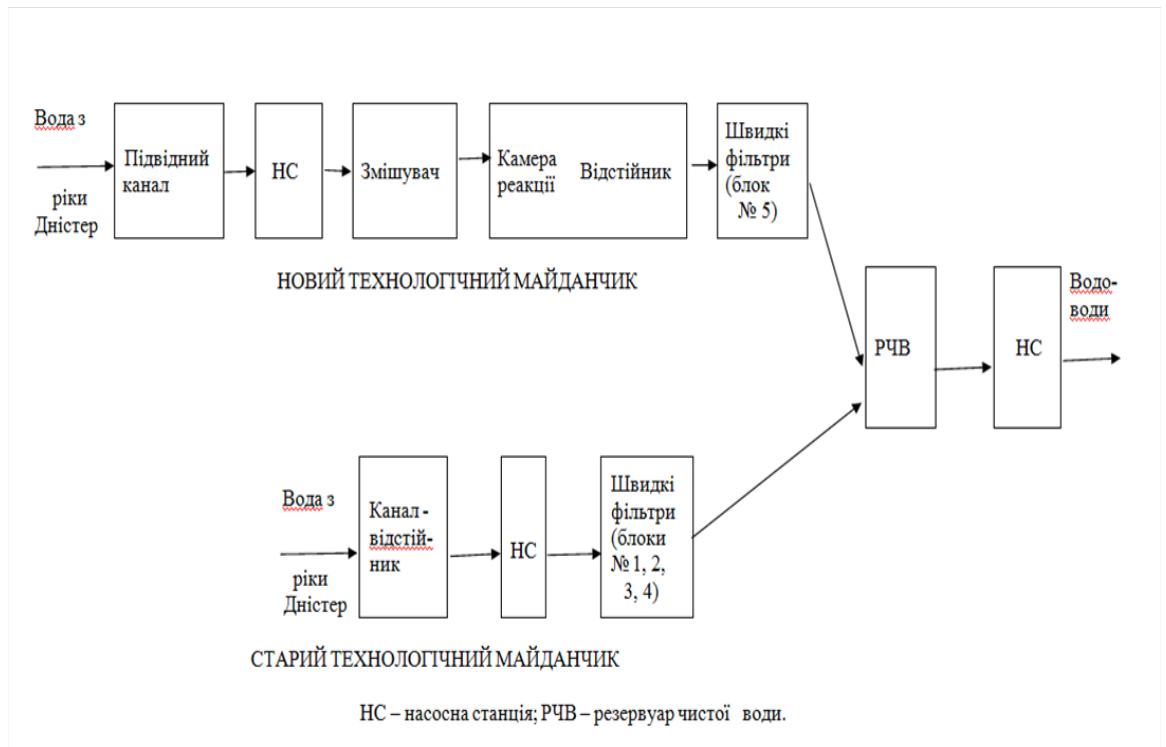 Вода з
ріки
Дністер
Підвідний
канал
НС
Змішувач
Камера
реакції
Відстійник
Швидкі
фільтри
(блок
№ 5)
НОВИЙ ТЕХНОЛОГІЧНИЙ МАЙДАНЧИК
РЧВ
НС
Водо-
води
Вода з
ріки
Дністер
Канал -
відстій-
ник
НС
Швидкі
фільтри
(блоки
№ 1, 2,
3, 4)
СТАРИЙ ТЕХНОЛОГІЧНИЙ МАЙДАНЧИК
НС – насосна станція; РЧВ – резервуар чистої води.